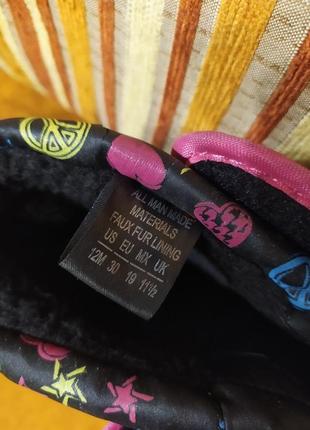 ALL MAN MADE
MATERIALS
FAUX FUR LINING
US EU MX UK
12M 30 19 11½